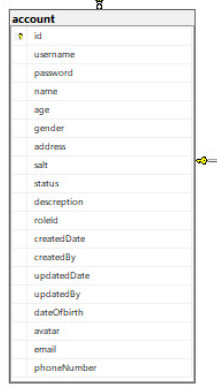 account
id
username
password
name
age
gender
address
salt
status
descreption
roleId
createdDate
createdBy
updatedDate
updatedBy
dateOfbirth
avatar
email
phoneNumber